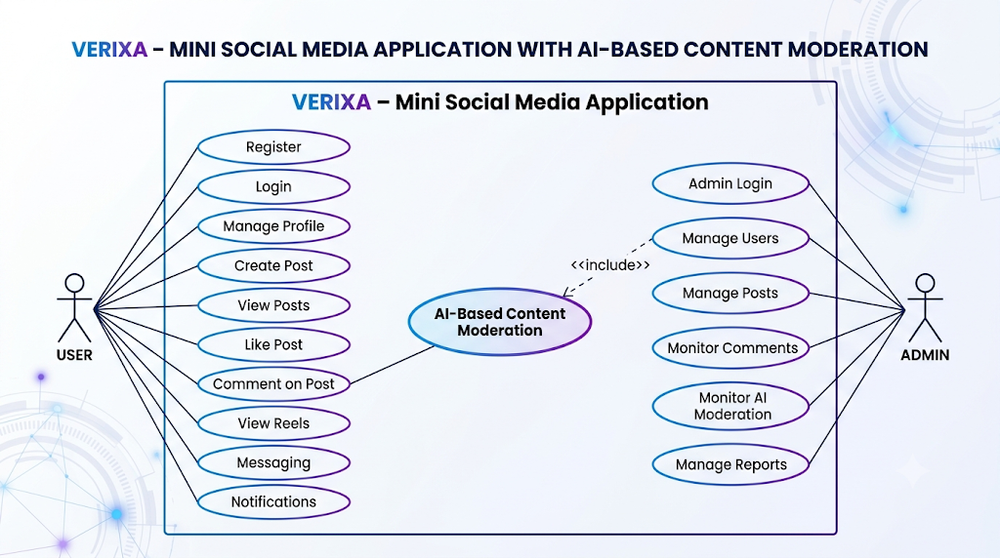 VERIXA – MINI SOCIAL MEDIA APPLICATION WITH AI-BASED CONTENT MODERATION
VERIXA – Mini Social Media Application
Register
Login
Manage Profile
Create Post
View Posts
Like Post
Comment on Post
View Reels
Messaging
Notifications
USER
AI-Based Content
Moderation
<<include>>
Admin Login
Manage Users
Manage Posts
Monitor Comments
Monitor AI
Moderation
Manage Reports
ADMIN